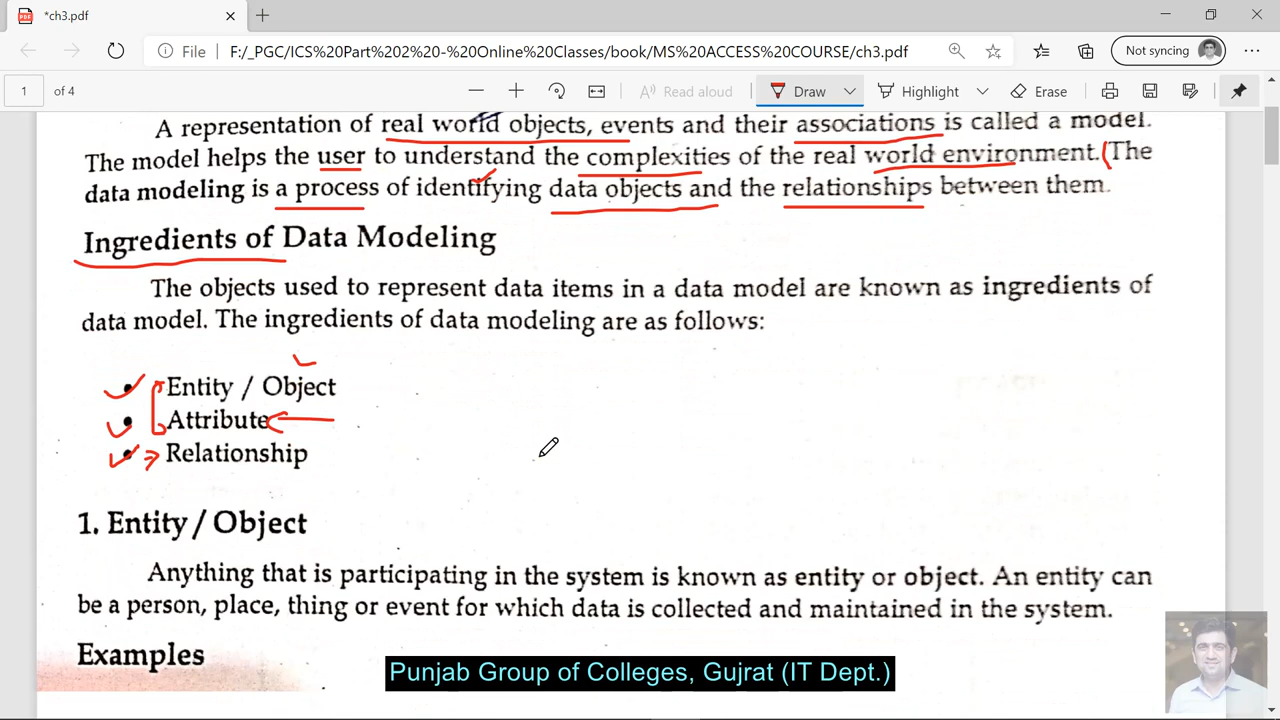 *ch3.pdf
File F:/_PGC/ICS%20Part%202%20-%20Online%20Classes/book/MS%20ACCESS%20COURSE/ch3.pdf Not syncing
1 of 4 Read aloud Draw Highlight Erase
A representation of real world objects, events and their associations is called a model.
The model helps the user to understand the complexities of the real world environment. The
data modeling is a process of identifying data objects and the relationships between them.
Ingredients of Data Modeling
The objects used to represent data items in a data model are known as ingredients of
data model. The ingredients of data modeling are as follows:
• Entity / Object
• Attribute
• Relationship
1. Entity / Object
Anything that is participating in the system is known as entity or object. An entity can
be a person, place, thing or event for which data is collected and maintained in the system.
Examples
Punjab Group of Colleges, Gujrat (IT Dept.)